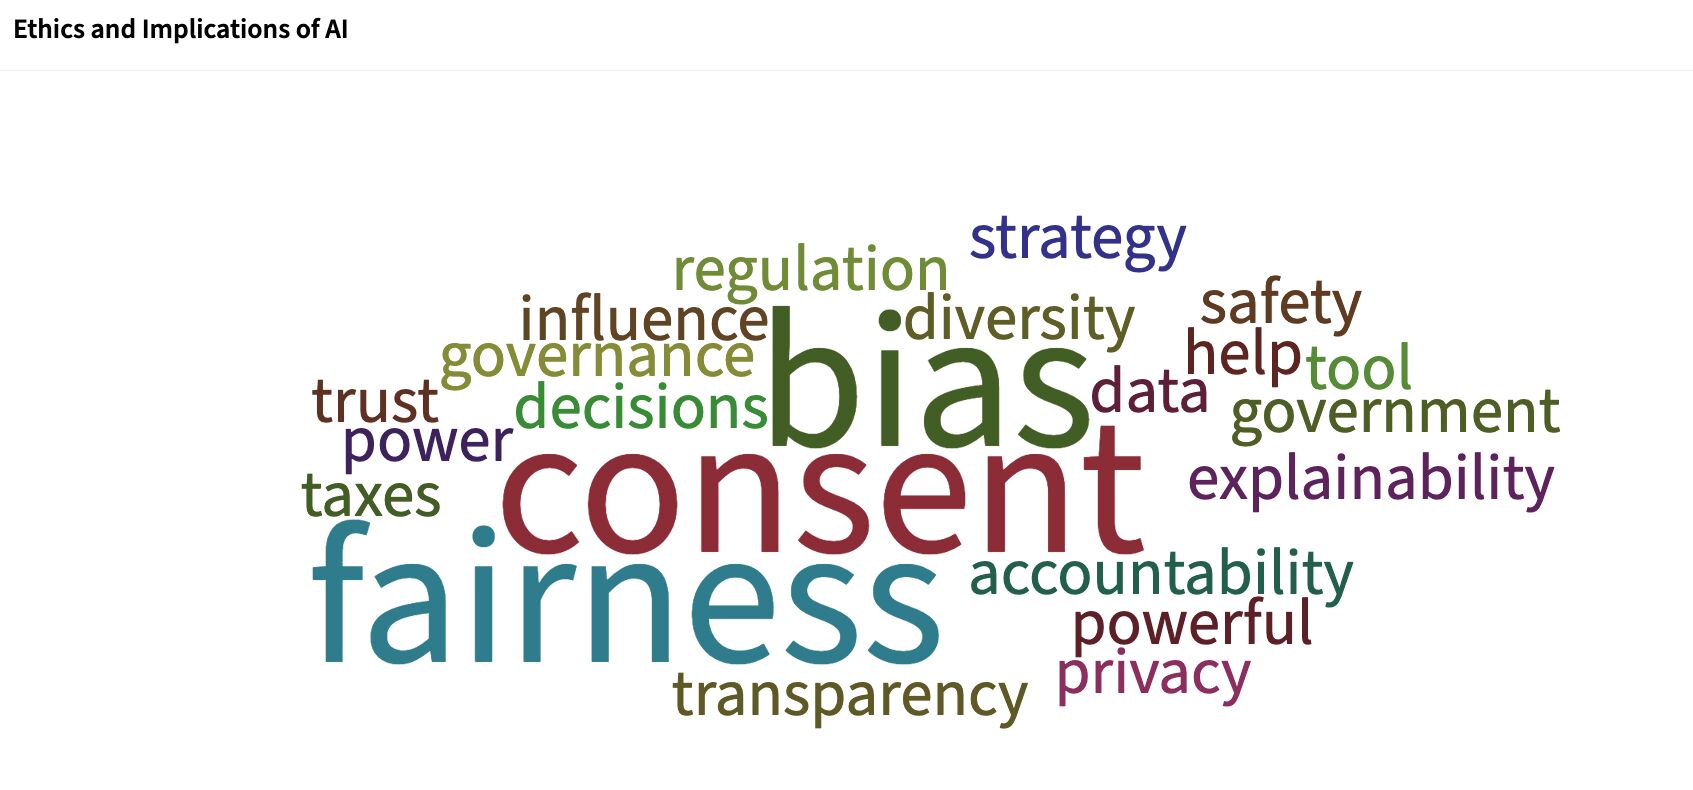 Ethics and Implications of AI
strategy
regulation
safety
influence
diversity
help
governance
tool
data
trust
decisions
bias
government
power
explainability
taxes
consent
accountability
fairness
powerful
privacy
transparency